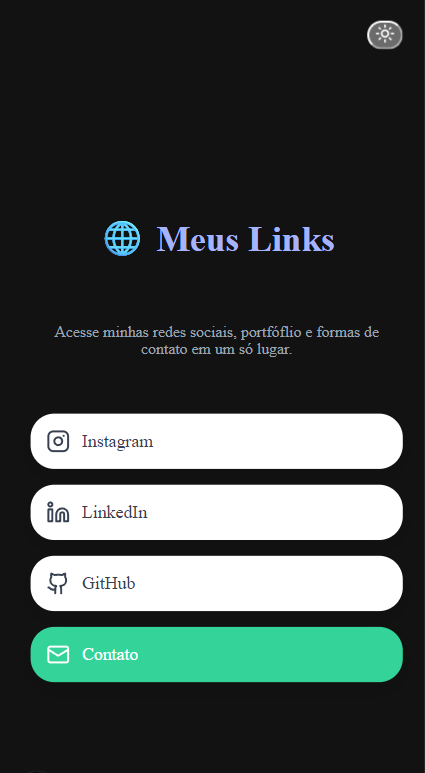 Meus Links
Acesse minhas redes sociais, portfóflio e formas de
contato em um só lugar.
Instagram
LinkedIn
GitHub
Contato